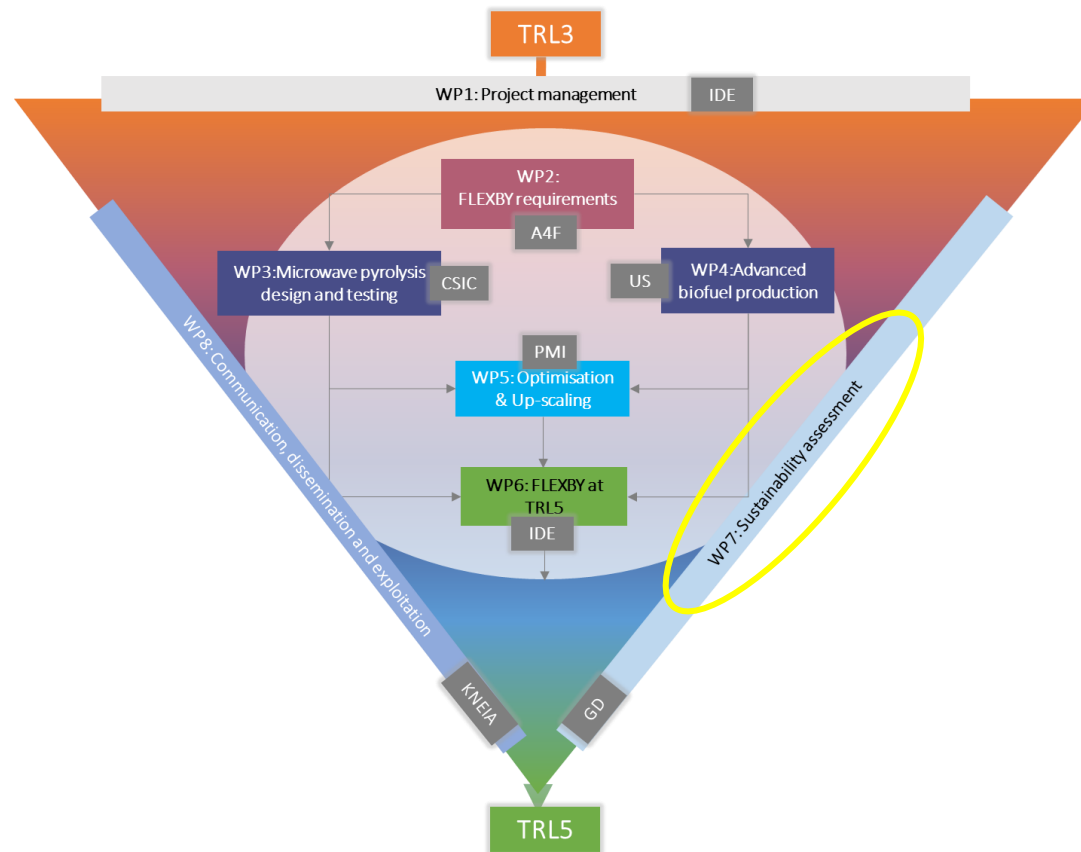 TRL3
WP1: Project management
IDE
WP2:
FLEXBY requirements
A4F
WP3:Microwave pyrolysis
design and testing
CSIC
US
WP4:Advanced
biofuel production
PMI
WP5: Optimisation
& Up-scaling
WP6: FLEXBY at
TRL5
IDE
WP8: Communication, dissemination and exploitation
KNEIA
WP7: Sustainability assessment
GD
TRL5